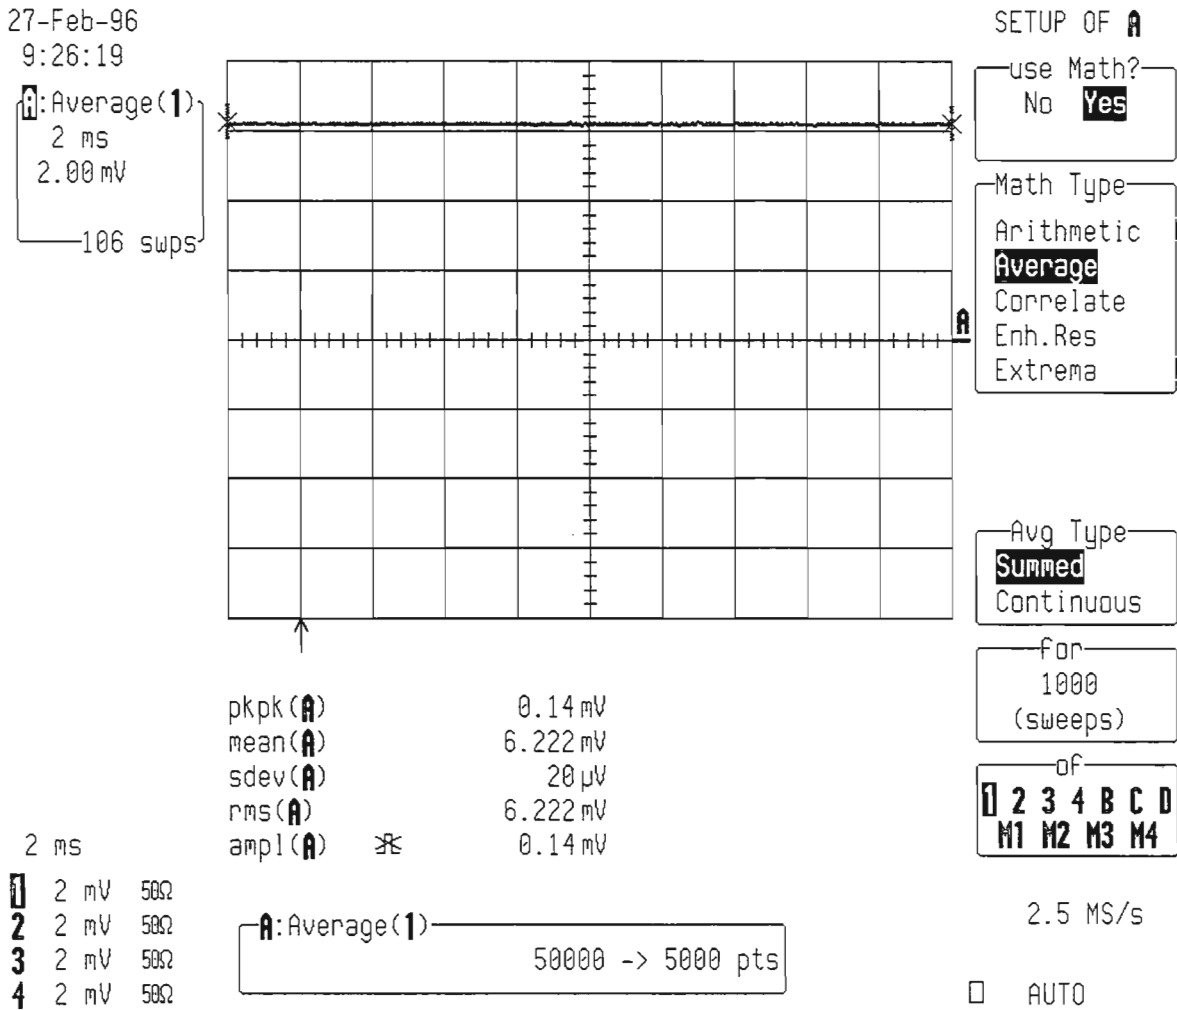 27-Feb-96
9:26:19
A:Average(1)
2 ms
2.00 mV
106 swps
A
pkpk(A) 0.14 mV
mean(A) 6.222 mV
sdev(A) 20 µV
rms(A) 6.222 mV
ampl(A) 0.14 mV
2 ms
1 2 mV 50Ω
2 2 mV 50Ω
3 2 mV 50Ω
4 2 mV 50Ω
A:Average(1)
50000 -> 5000 pts
SETUP OF A
use Math?
No Yes
Math Type
Arithmetic
Average
Correlate
Enh.Res
Extrema
Avg Type
Summed
Continuous
for
1000
(sweeps)
of
1 2 3 4 B C D
M1 M2 M3 M4
2.5 MS/s
AUTO